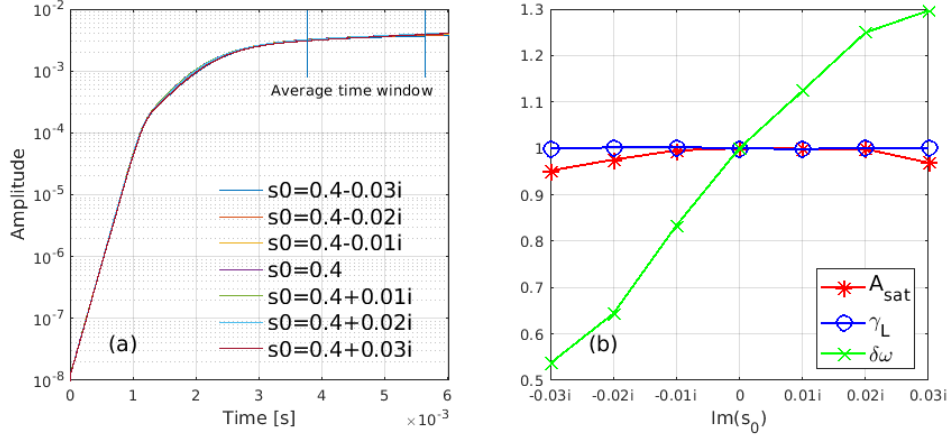 10⁻²
10⁻³
10⁻⁴
10⁻⁵
10⁻⁶
10⁻⁷
10⁻⁸
Amplitude
Average time window
s0=0.4-0.03i
s0=0.4-0.02i
s0=0.4-0.01i
s0=0.4
s0=0.4+0.01i
s0=0.4+0.02i
s0=0.4+0.03i
(a)
0 1 2 3 4 5 6
Time [s]
×10⁻³
1.3
1.2
1.1
1
0.9
0.8
0.7
0.6
0.5
A_sat
γ_L
δω
(b)
-0.03i -0.02i -0.01i 0 0.01i 0.02i 0.03i
Im(s₀)